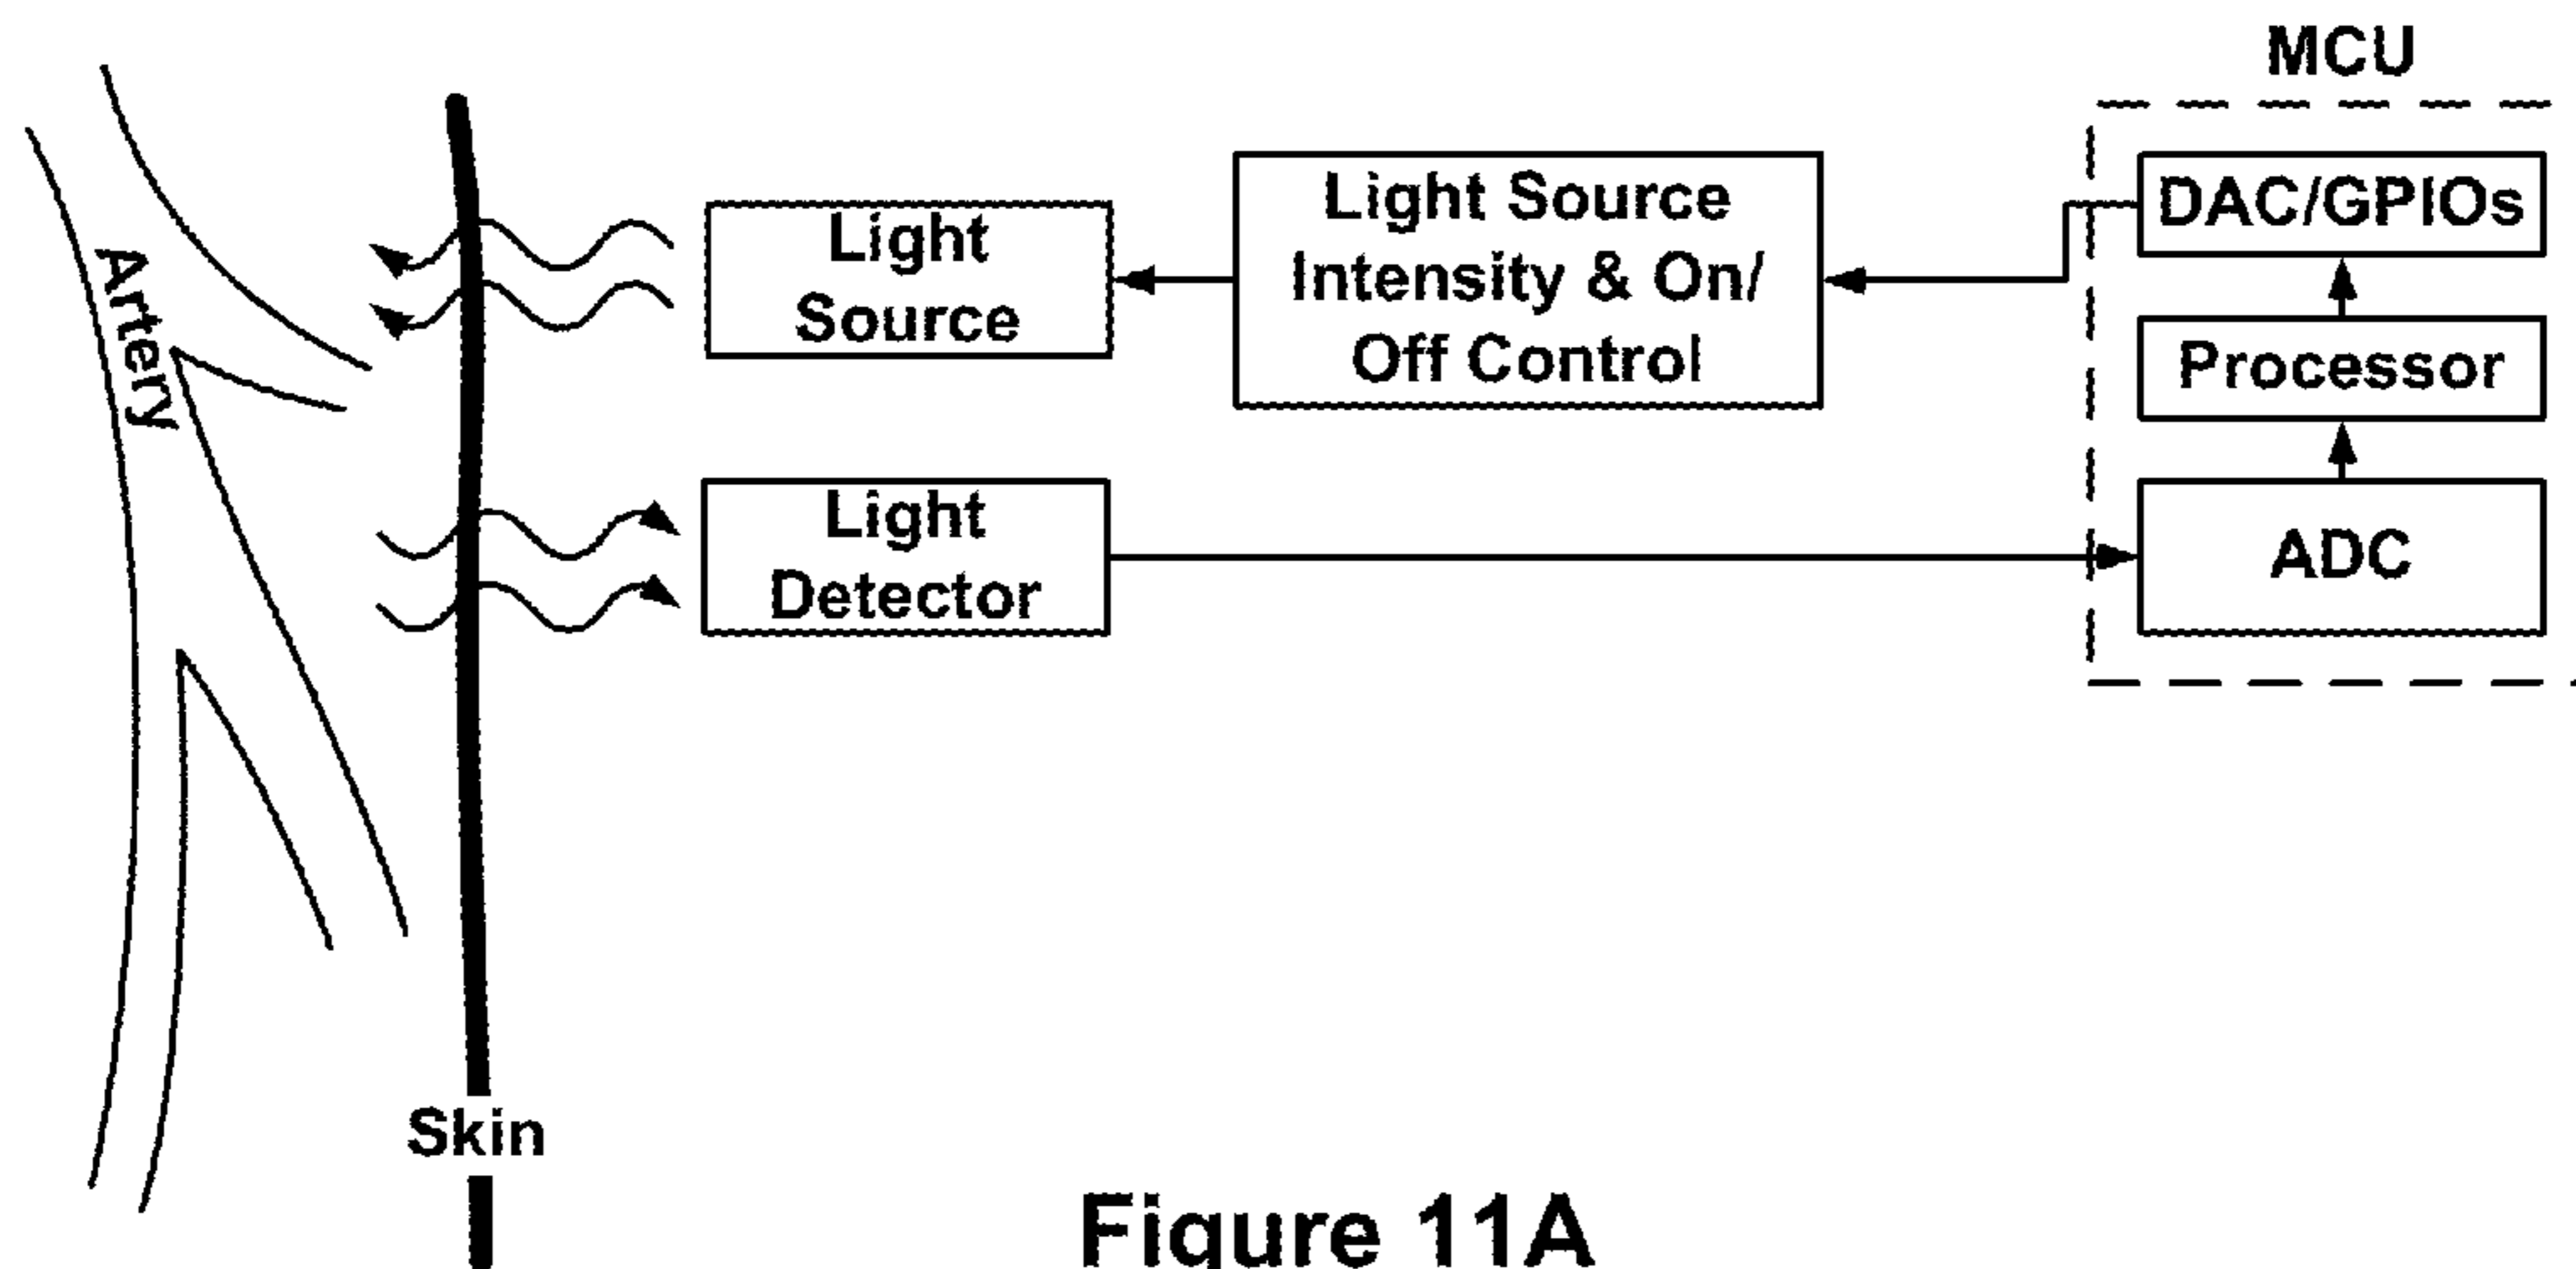 MCU
Light Source
Intensity & On/
Off Control
DAC/GPIOs
Light
Source
Artery
Processor
Light
Detector
ADC
Skin
Figure 11A